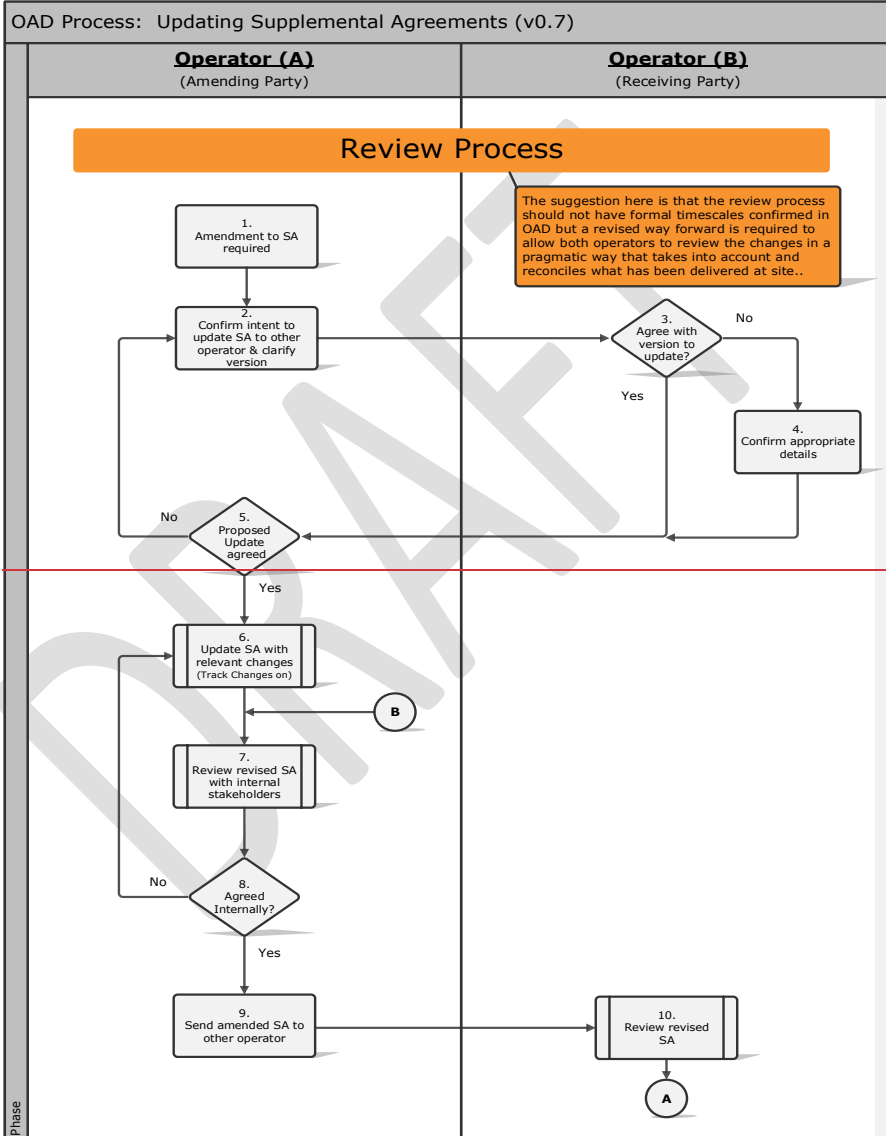 OAD Process:  Updating Supplemental Agreements (v0.7)
Operator (A)
(Amending Party)
Operator (B)
(Receiving Party)
Review Process
The suggestion here is that the review process
should not have formal timescales confirmed in
OAD but a revised way forward is required to
allow both operators to review the changes in a
pragmatic way that takes into account and
reconciles what has been delivered at site..
1.
Amendment to SA
required
2.
Confirm intent to
update SA to other
operator & clarify
version
3.
Agree with
version to
update?
No
Yes
4.
Confirm appropriate
details
5.
Proposed
Update
agreed
No
Yes
6.
Update SA with
relevant changes
(Track Changes on)
B
7.
Review revised SA
with internal
stakeholders
8.
Agreed
Internally?
No
Yes
9.
Send amended SA to
other operator
10.
Review revised
SA
A
Phase
DRAFT